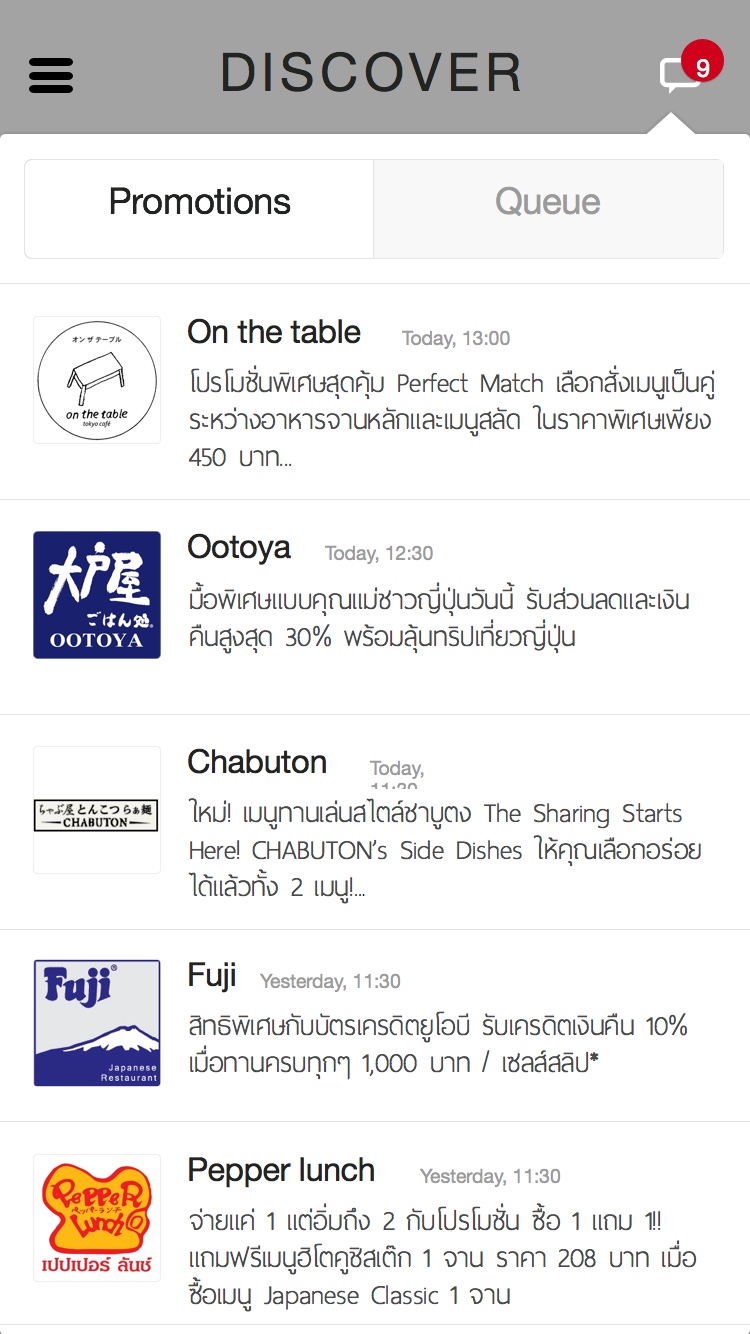 DISCOVER
9
Promotions
Queue
On the table
Today, 13:00
オン ザ テーブル
on the table
tokyo café
โปรโมชั่นพิเศษสุดคุ้ม Perfect Match เลือกสั่งเมนูเป็นคู่
ระหว่างอาหารจานหลักและเมนูสลัด ในราคาพิเศษเพียง
450 บาท...
Ootoya
Today, 12:30
大戸屋
ごはん処
OOTOYA
มื้อพิเศษแบบคุณแม่ชาวญี่ปุ่นวันนี้ รับส่วนลดและเงิน
คืนสูงสุด 30% พร้อมลุ้นทริปเที่ยวญี่ปุ่น
Chabuton
Today,
ちゃぶ屋とんこつらぁ麺
CHABUTON
ใหม่! เมนูทานเล่นสไตล์ชาบูตง The Sharing Starts
Here! CHABUTON's Side Dishes ให้คุณเลือกอร่อย
ได้แล้วทั้ง 2 เมนู!...
Fuji
Yesterday, 11:30
Fuji®
Japanese
Restaurant
สิทธิพิเศษกับบัตรเครดิตยูโอบี รับเครดิตเงินคืน 10%
เมื่อทานครบทุกๆ 1,000 บาท / เซลส์สลิป*
Pepper lunch
Yesterday, 11:30
PePPeR
ペッパーランチ
Lunch
เปปเปอร์ ลันช์
จ่ายแค่ 1 แต่อิ่มถึง 2 กับโปรโมชั่น ซื้อ 1 แถม 1!!
แถมฟรีเมนูฮิโตคูชิสเต๊ก 1 จาน ราคา 208 บาท เมื่อ
ซื้อเมนู Japanese Classic 1 จาน